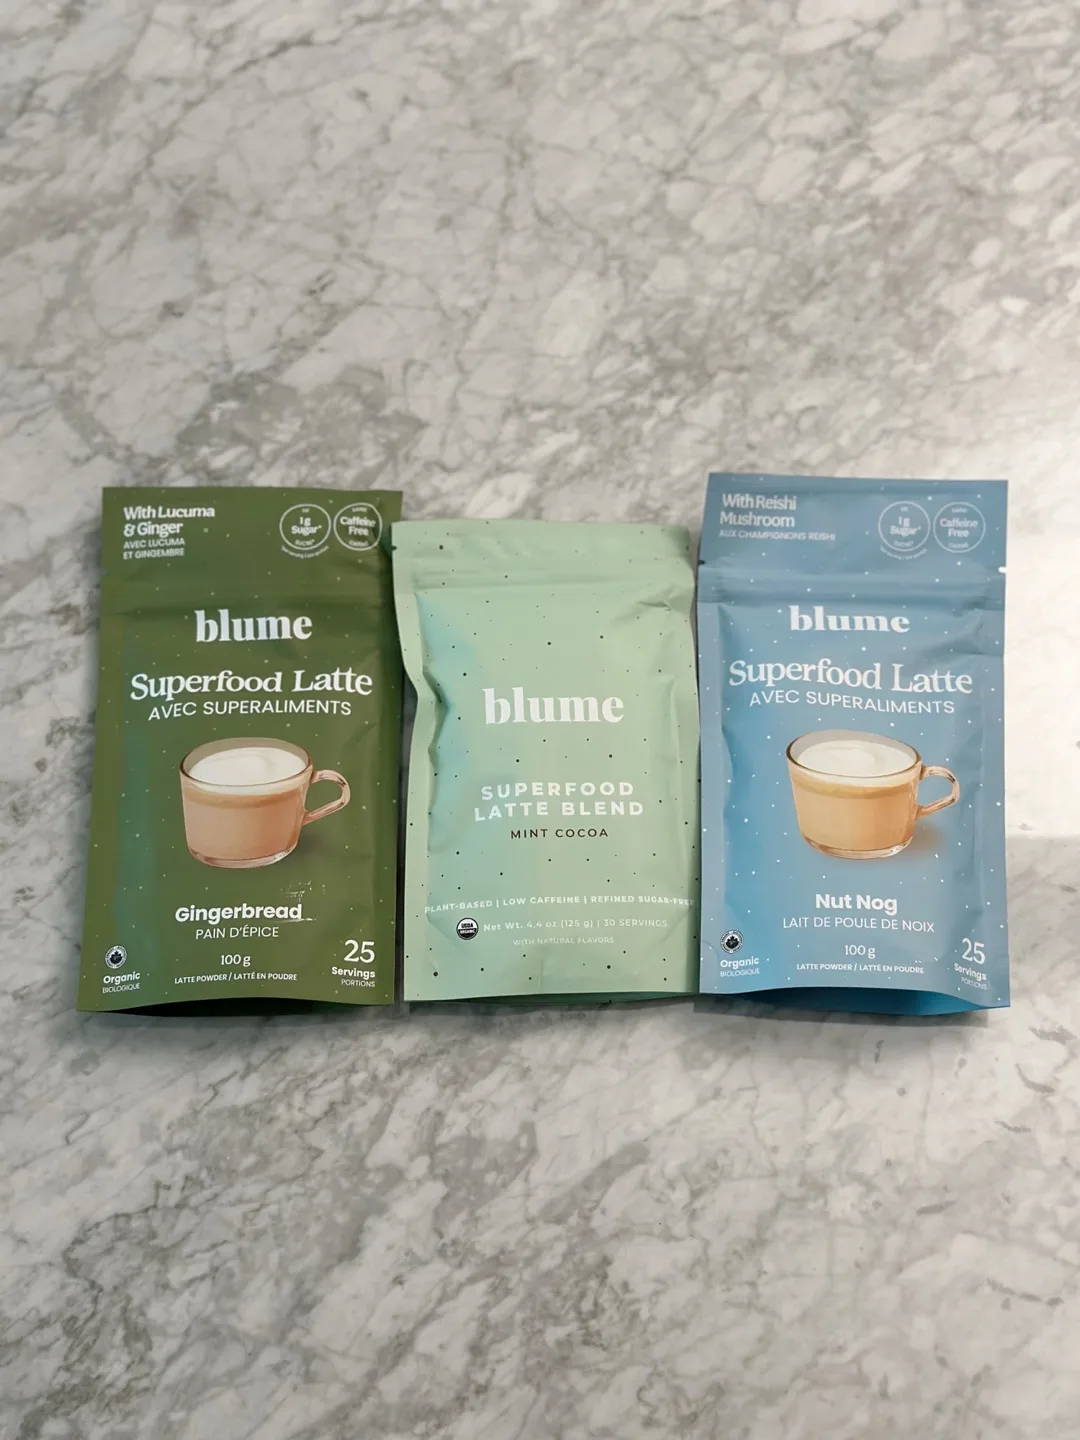 With Lucuma
& Ginger
AVEC LUCUMA
ET GINGEMBRE
1g
Sugar*
SUCRE*
Caffeine
Free
blume
Superfood Latte
AVEC SUPERALIMENTS
Gingerbread
PAIN D'ÉPICE
100 g
LATTE POWDER / LATTÉ EN POUDRE
Organic
BIOLOGIQUE
25
Servings
PORTIONS
blume
SUPERFOOD
LATTE BLEND
MINT COCOA
PLANT-BASED | LOW CAFFEINE | REFINED SUGAR-FREE
USDA
ORGANIC
Net Wt. 4.4 oz (125 g) | 30 SERVINGS
WITH NATURAL FLAVORS
With Reishi
Mushroom
AUX CHAMPIGNONS REISHI
1g
Sugar*
SUCRE*
Caffeine
Free
blume
Superfood Latte
AVEC SUPERALIMENTS
Nut Nog
LAIT DE POULE DE NOIX
100 g
LATTE POWDER / LATTÉ EN POUDRE
Organic
BIOLOGIQUE
25
Servings
PORTIONS